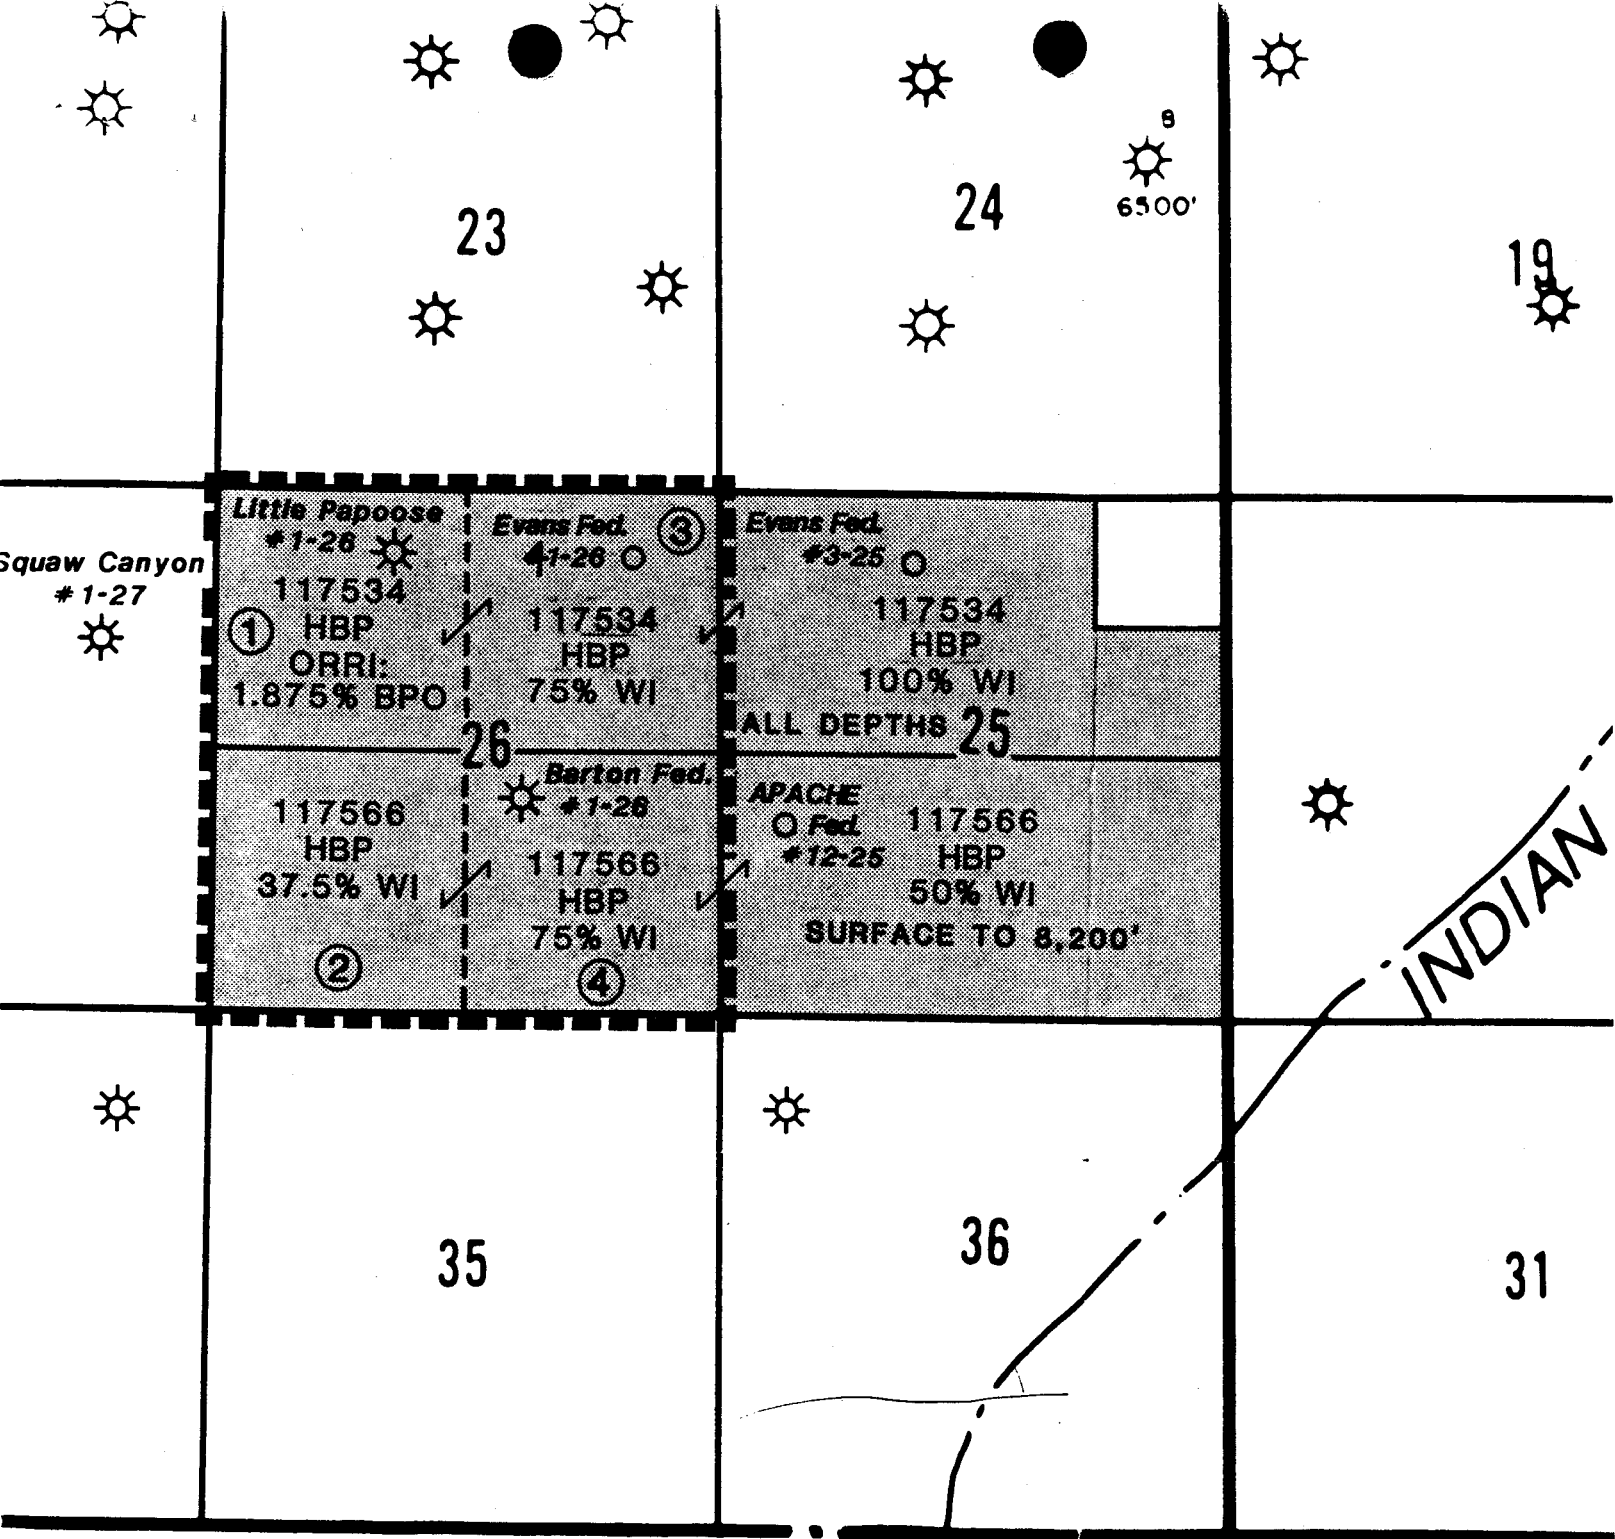 8
6500'
23
24
19
Little Papoose
#1-26
117534
HBP
ORRI:
1.875% BPO
1
Evans Fed.
3
1-26
117534
HBP
75% WI
Evans Fed.
#3-25
117534
HBP
100% WI
ALL DEPTHS
25
Squaw Canyon
#1-27
26
117566
HBP
37.5% WI
2
Barton Fed.
#1-26
117566
HBP
75% WI
4
APACHE
Fed.
#12-25
117566
HBP
50% WI
SURFACE TO 8,200'
INDIAN
35
36
31